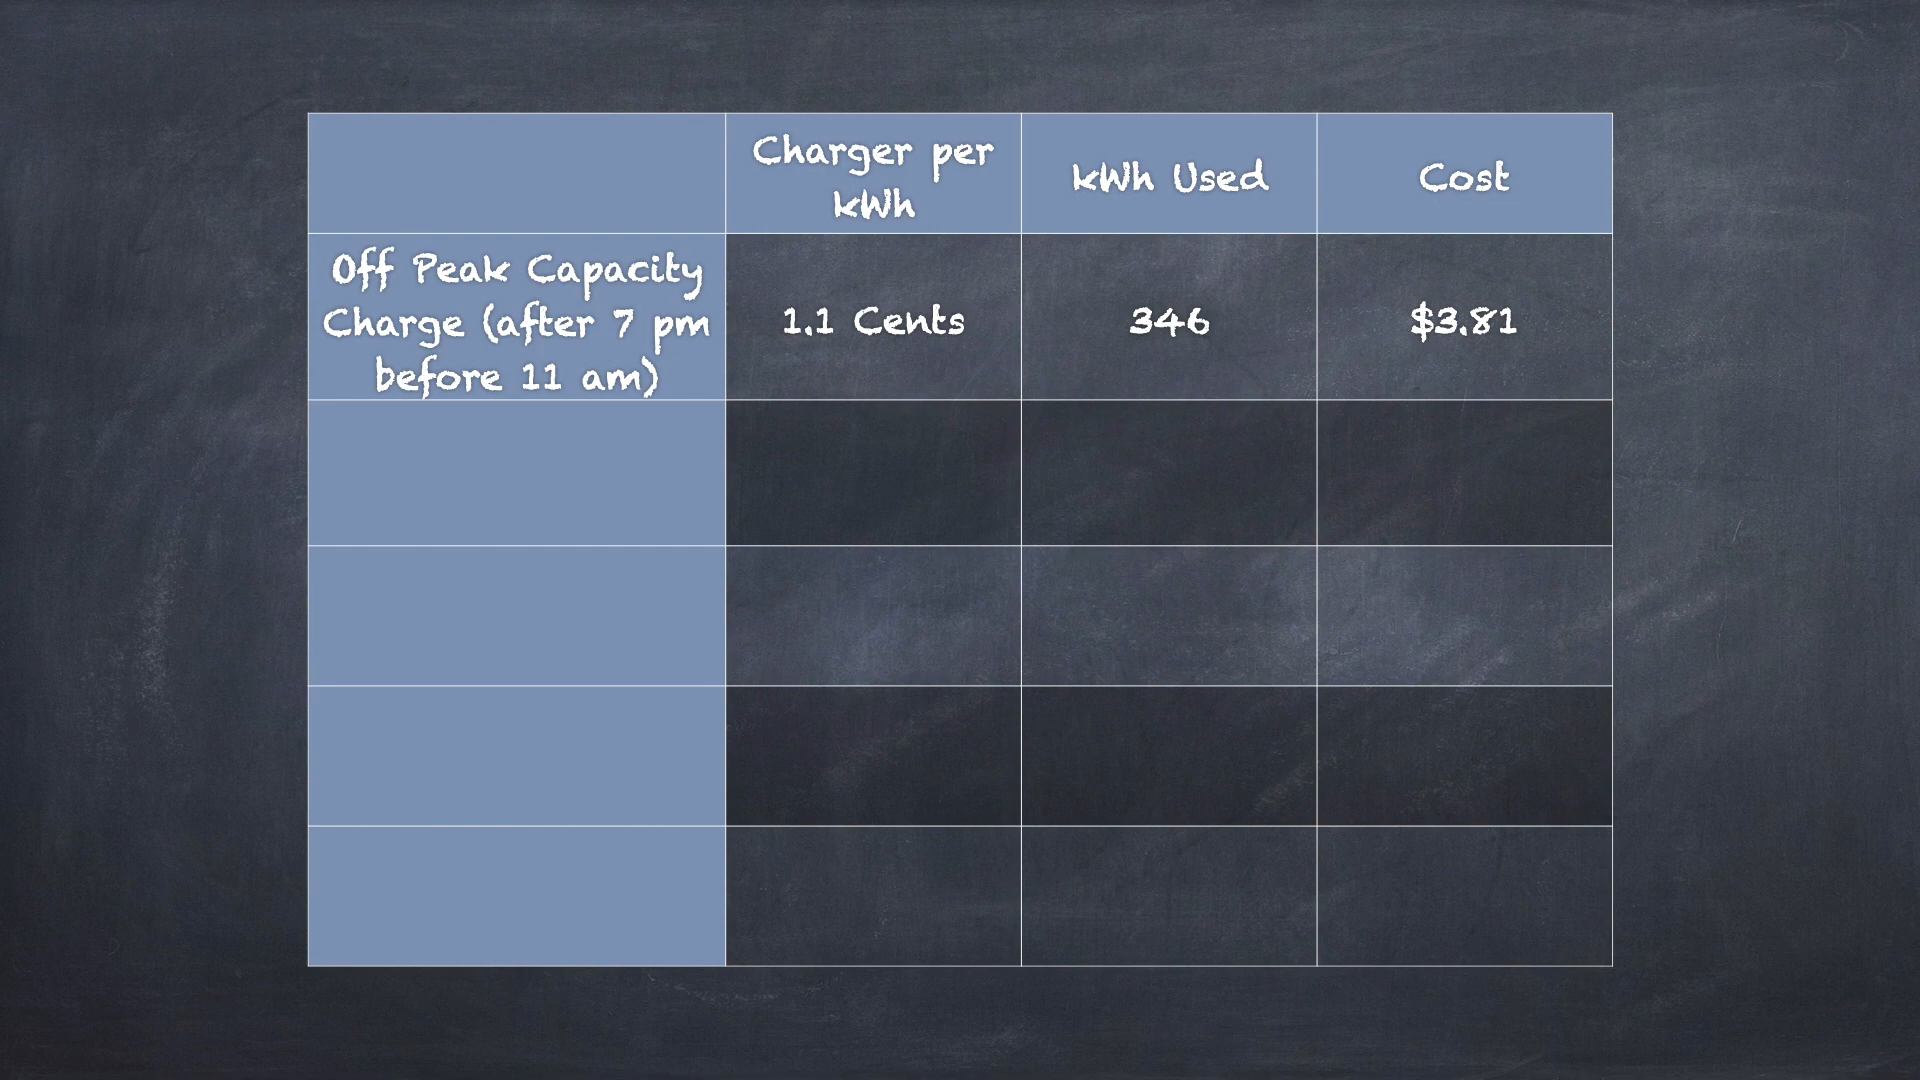 Charger per
kWh
kWh Used
Cost
Off Peak Capacity
Charge (after 7 pm
before 11 am)
1.1 Cents
346
$3.81